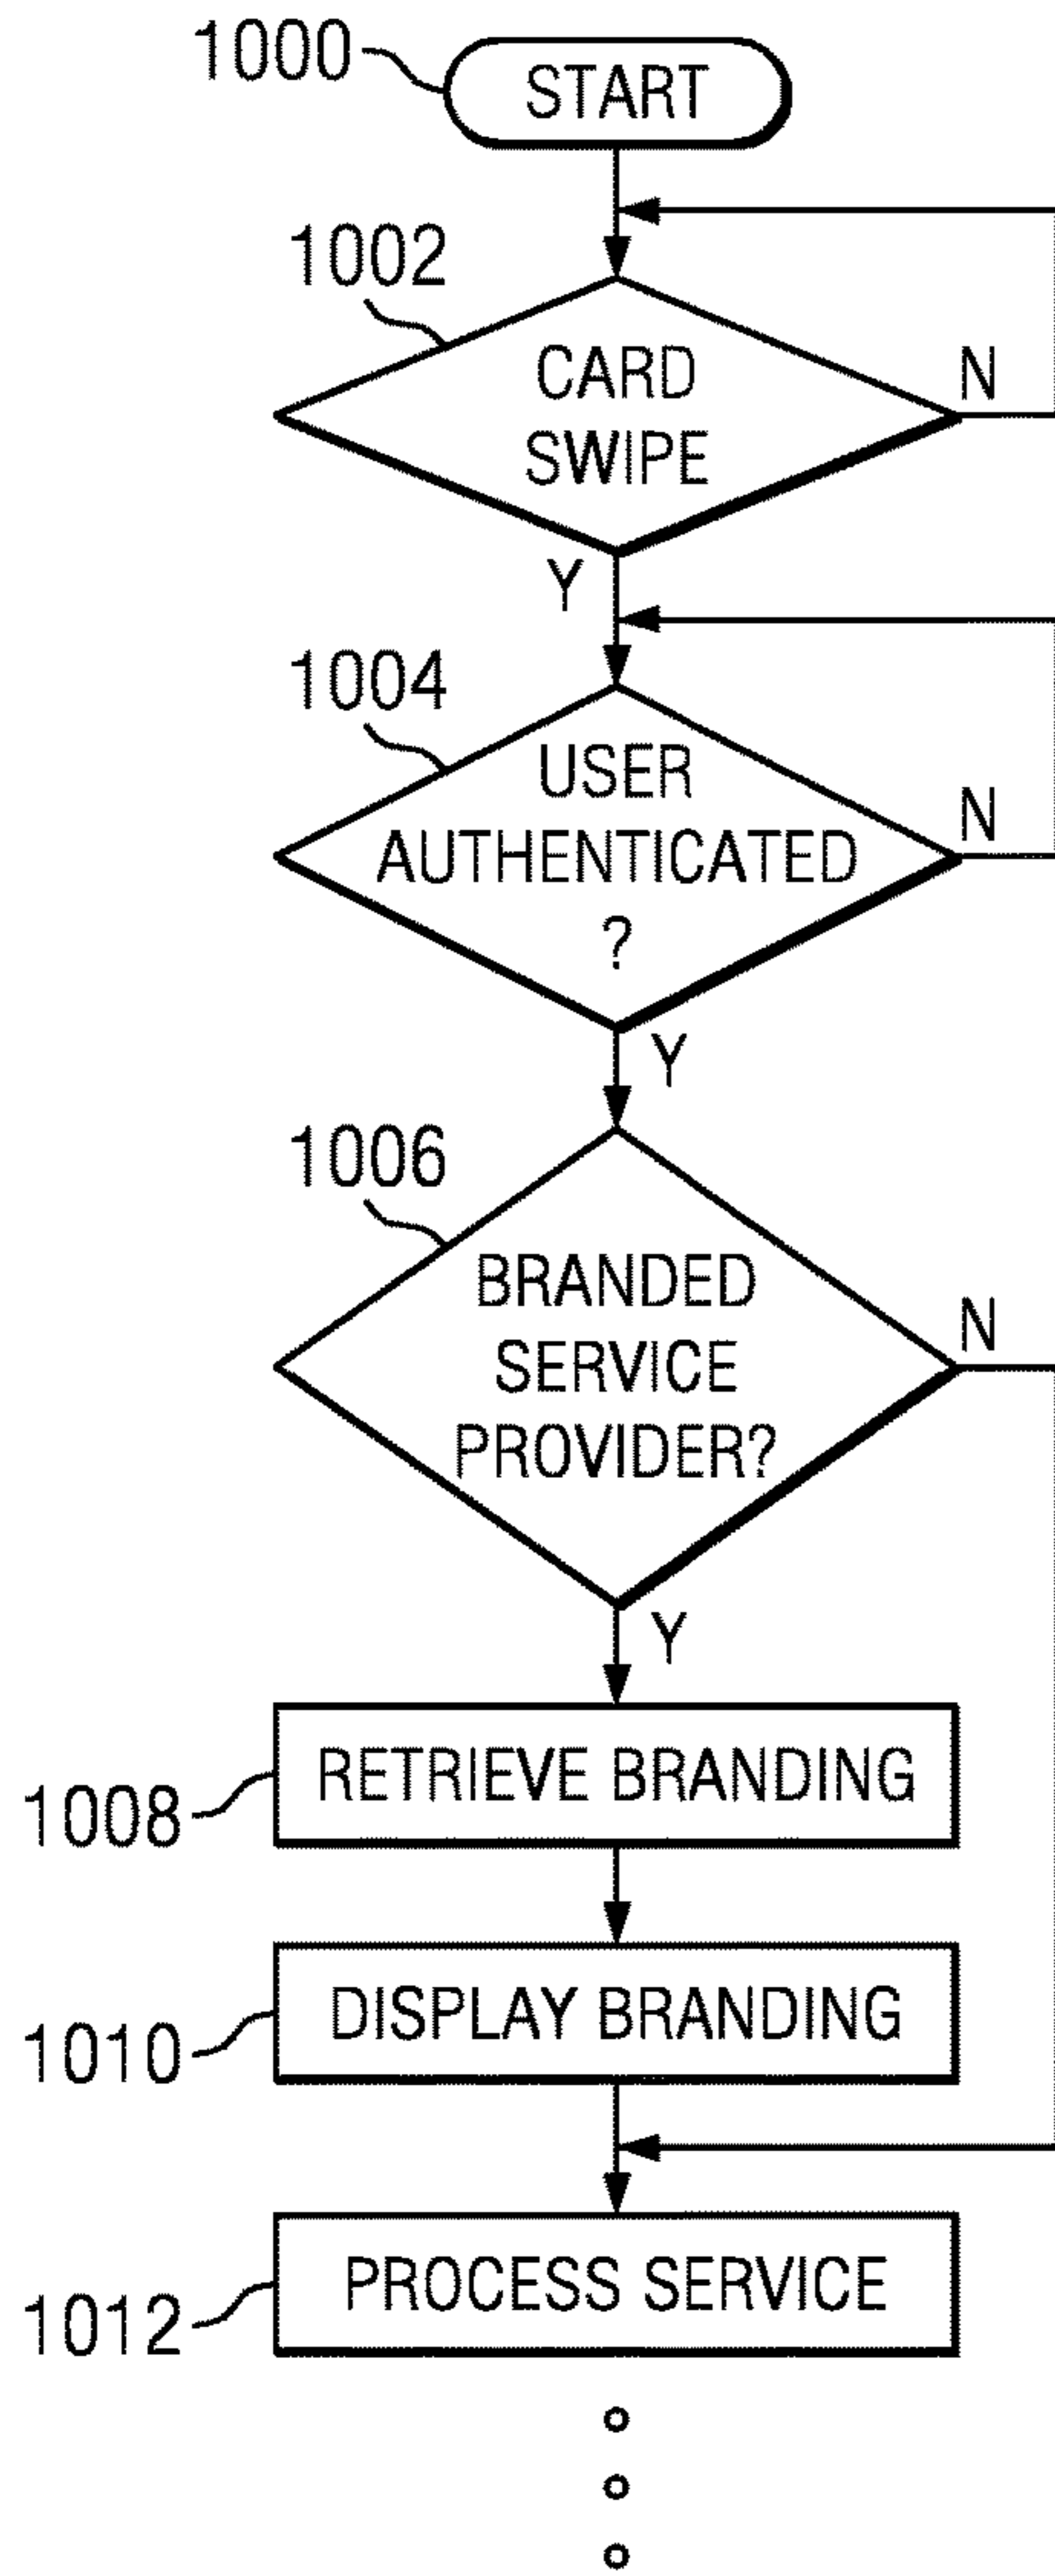 1000
START
1002
CARD
SWIPE
N
Y
1004
USER
AUTHENTICATED
?
N
Y
1006
BRANDED
SERVICE
PROVIDER?
N
Y
1008
RETRIEVE BRANDING
1010
DISPLAY BRANDING
1012
PROCESS SERVICE